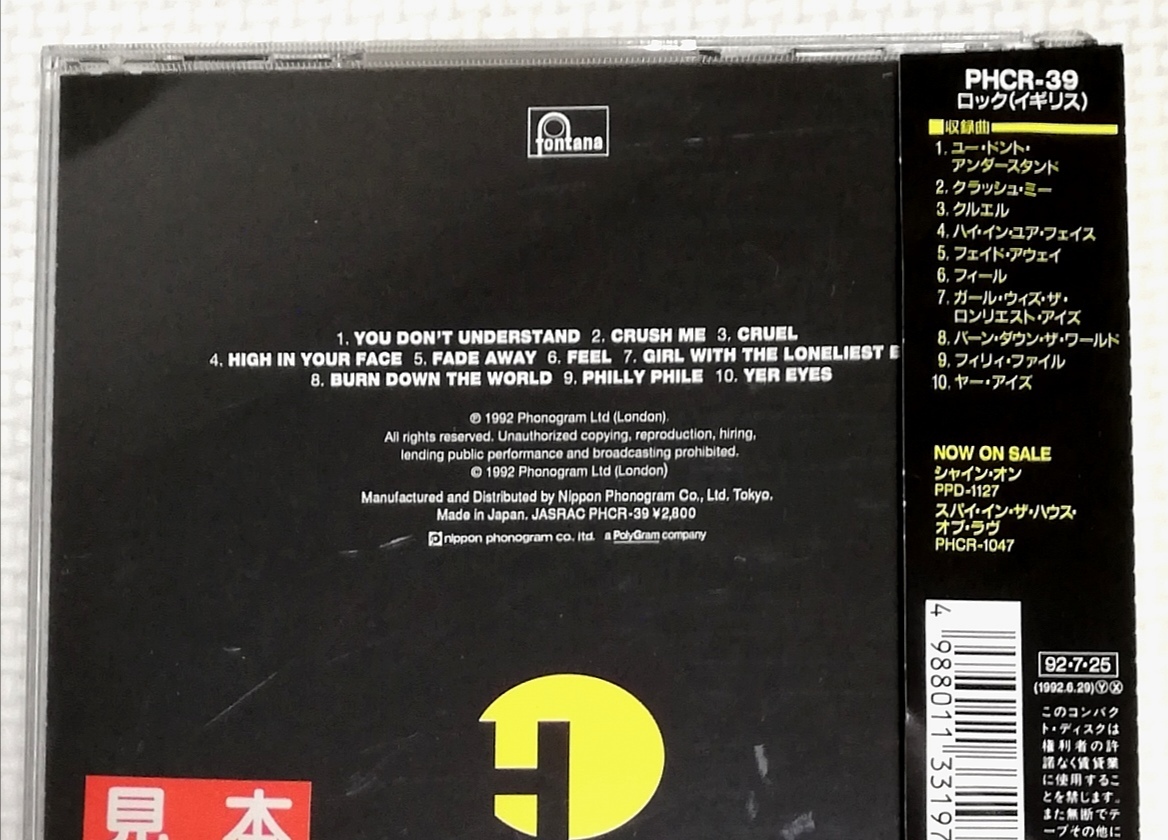 fontana
1. YOU DON'T UNDERSTAND 2. CRUSH ME 3. CRUEL
4. HIGH IN YOUR FACE 5. FADE AWAY 6. FEEL 7. GIRL WITH THE LONELIEST E
8. BURN DOWN THE WORLD 9. PHILLY PHILE 10. YER EYES
℗ 1992 Phonogram Ltd (London).
All rights reserved. Unauthorized copying, reproduction, hiring,
lending public performance and broadcasting prohibited.
© 1992 Phonogram Ltd (London)
Manufactured and Distributed by Nippon Phonogram Co., Ltd. Tokyo.
Made in Japan. JASRAC PHCR-39 ¥2,800
nippon phonogram co. ltd. a PolyGram company
見本
PHCR-39
ロック(イギリス)
収録曲
1. ユー・ドント・
アンダースタンド
2. クラッシュ・ミー
3. クルエル
4. ハイ・イン・ユア・フェイス
5. フェイド・アウェイ
6. フィール
7. ガール・ウィズ・ザ・
ロンリエスト・アイズ
8. バーン・ダウン・ザ・ワールド
9. フィリィ・ファイル
10. ヤー・アイズ
NOW ON SALE
シャイン・オン
PPD-1127
スパイ・イン・ザ・ハウス・
オブ・ラヴ
PHCR-1047
4 988011 33197
92・7・25
(1992.6.29)ⓎⓍ
このコンパク
ト・ディスクは
権利者の許
諾なく賃貸業
に使用するこ
とを禁じます。
また無断でテ
ープその他に